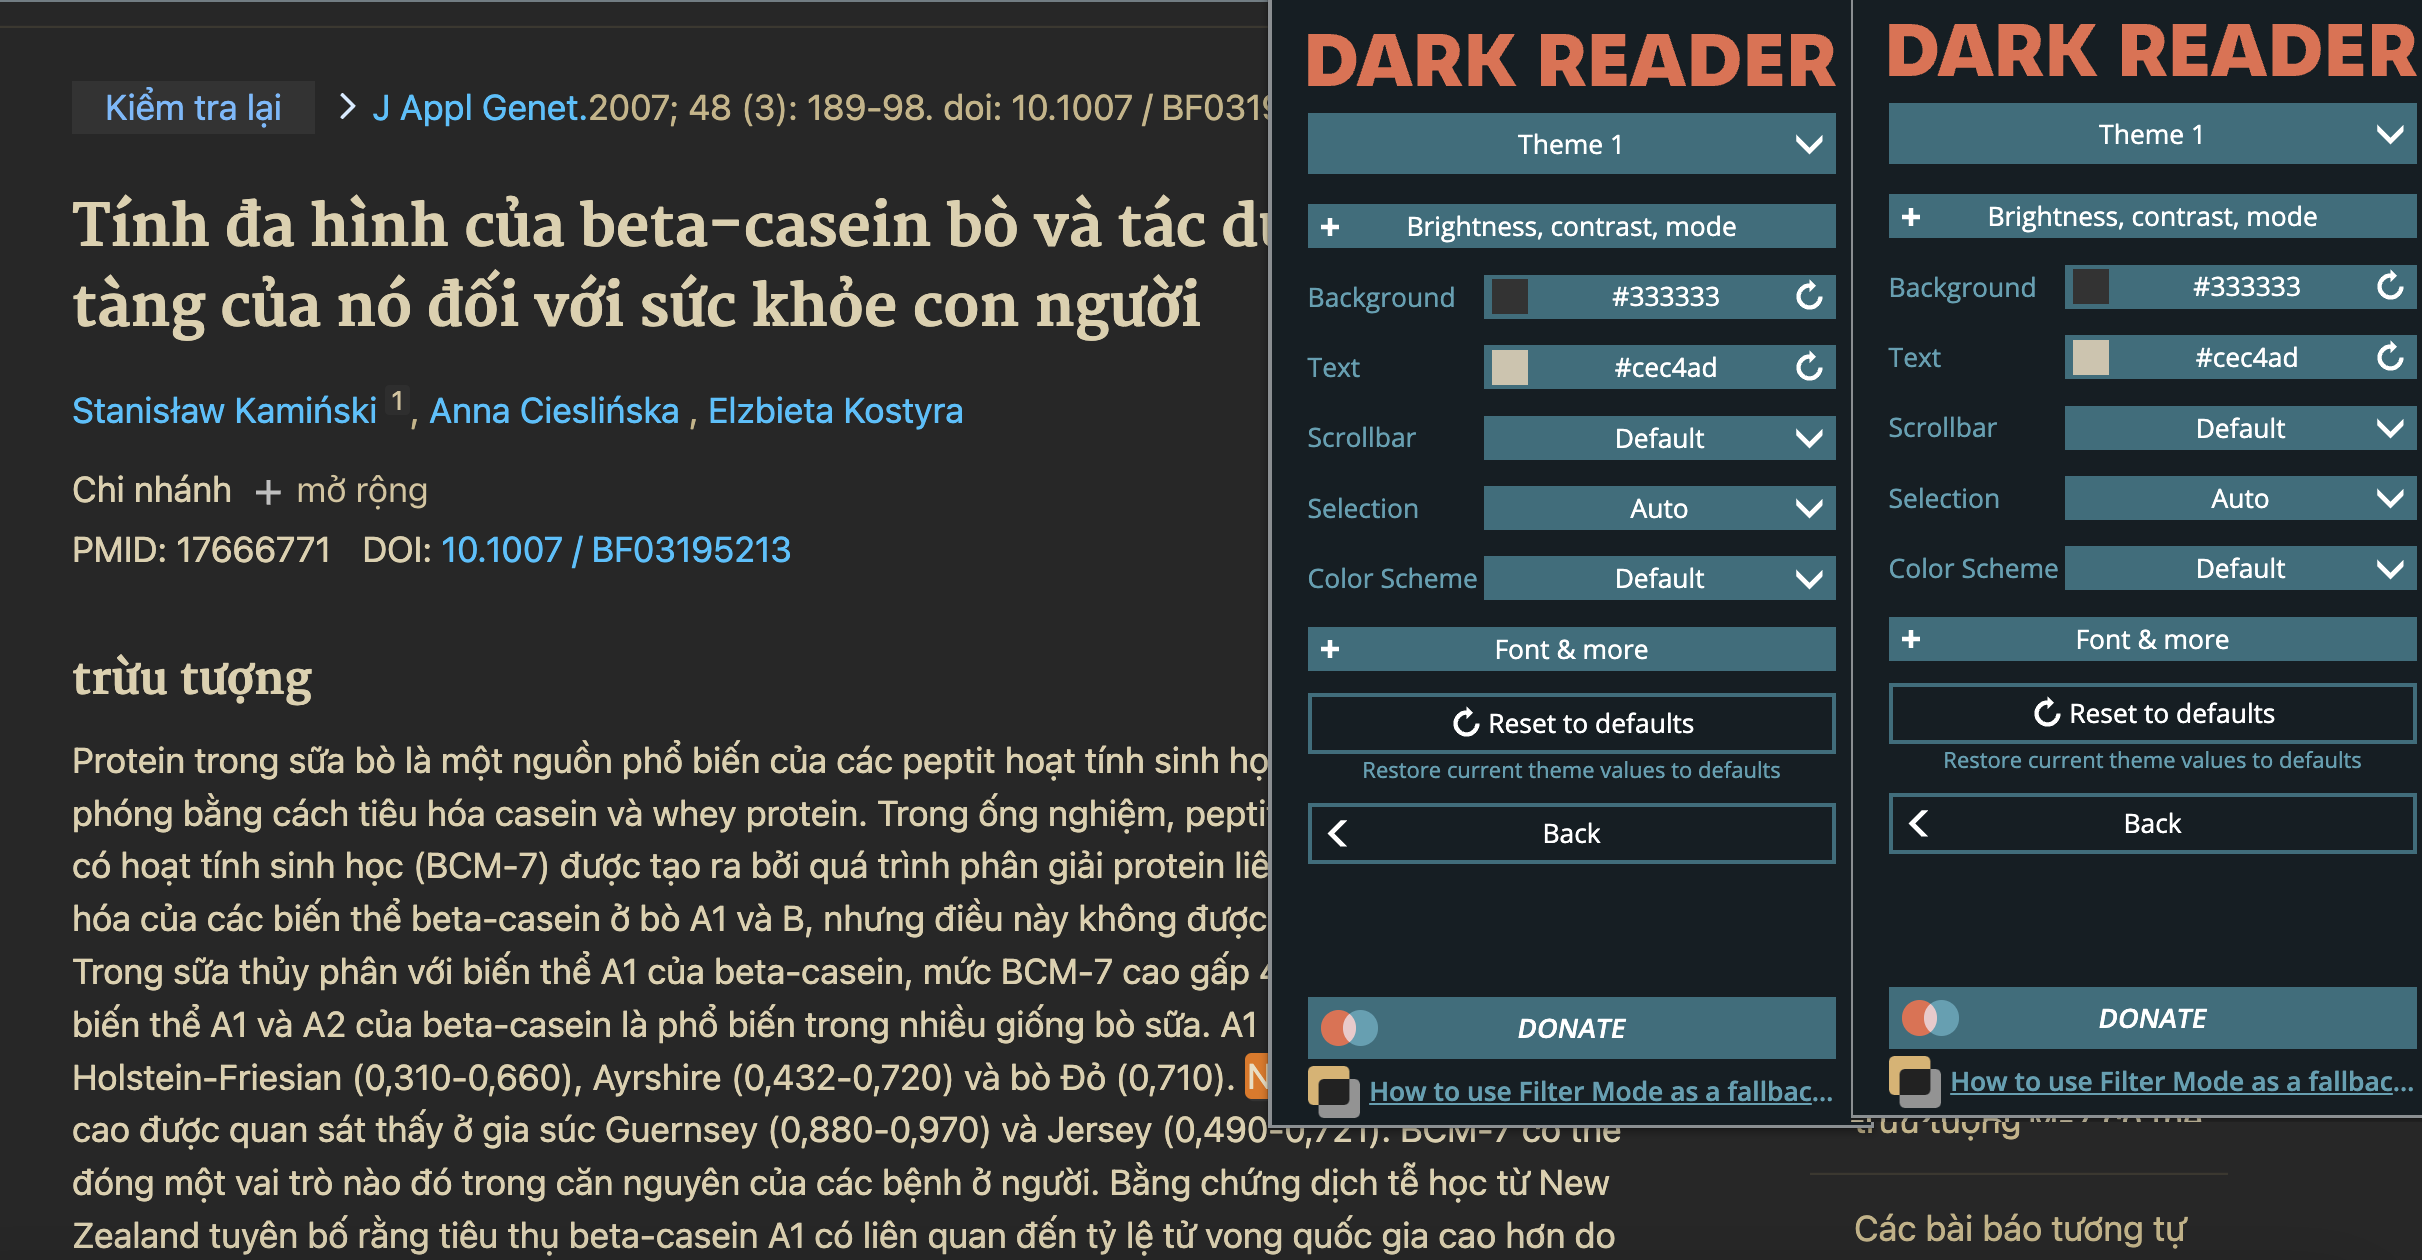 Kiểm tra lại > J Appl Genet.2007; 48 (3): 189-98. doi: 10.1007 / BF0319
Tính đa hình của beta-casein bò và tác
tàng của nó đối với sức khỏe con người
Stanisław Kamiński 1 , Anna Cieslińska , Elzbieta Kostyra
Chi nhánh + mở rộng
PMID: 17666771 DOI: 10.1007 / BF03195213
trừu tượng
Protein trong sữa bò là một nguồn phổ biến của các peptit hoạt tính sinh
phóng bằng cách tiêu hóa casein và whey protein. Trong ống nghiệm,
có hoạt tính sinh học (BCM-7) được tạo ra bởi quá trình phân giải protein
hóa của các biến thể beta-casein ở bò A1 và B, nhưng điều này không được
Trong sữa thủy phân với biến thể A1 của beta-casein, mức BCM-7 cao gấp
biến thể A1 và A2 của beta-casein là phổ biến trong nhiều giống bò sữa. A1
Holstein-Friesian (0,310-0,660), Ayrshire (0,432-0,720) và bò Đỏ (0,710).
cao được quan sát thấy ở gia súc Guernsey (0,880-0,970) và Jersey (0,490-0,721). BCM-7 có thể
đóng một vai trò nào đó trong căn nguyên của các bệnh ở người. Bằng chứng dịch tễ học từ New
Zealand tuyên bố rằng tiêu thụ beta-casein A1 có liên quan đến tỷ lệ tử vong quốc gia cao hơn do
DARK READER
Theme 1
+ Brightness, contrast, mode
Background #333333
Text #cec4ad
Scrollbar Default
Selection Auto
Color Scheme Default
+ Font & more
Reset to defaults
Restore current theme values to defaults
Back
DONATE
How to use Filter Mode as a fallbac...
DARK READER
Theme 1
+ Brightness, contrast, mode
Background #333333
Text #cec4ad
Scrollbar Default
Selection Auto
Color Scheme Default
+ Font & more
Reset to defaults
Restore current theme values to defaults
Back
DONATE
How to use Filter Mode as a fallbac...
trừu tượng
Các bài báo tương tự